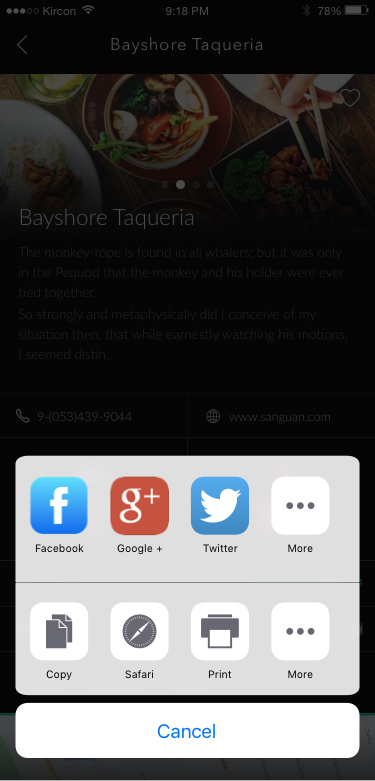 Kircon
9:18 PM
78%
Bayshore Taqueria
Bayshore Taqueria
The monkey-rope is found in all whalers; but it was only
in the Pequod that the monkey and his holder were ever
tied together.
So strongly and metaphysically did I conceive of my
situation then, that while earnestly watching his motions,
I seemed distin.
9-(053)439-9044
www.sanguan.com
Facebook
Google +
Twitter
More
Copy
Safari
Print
More
Cancel